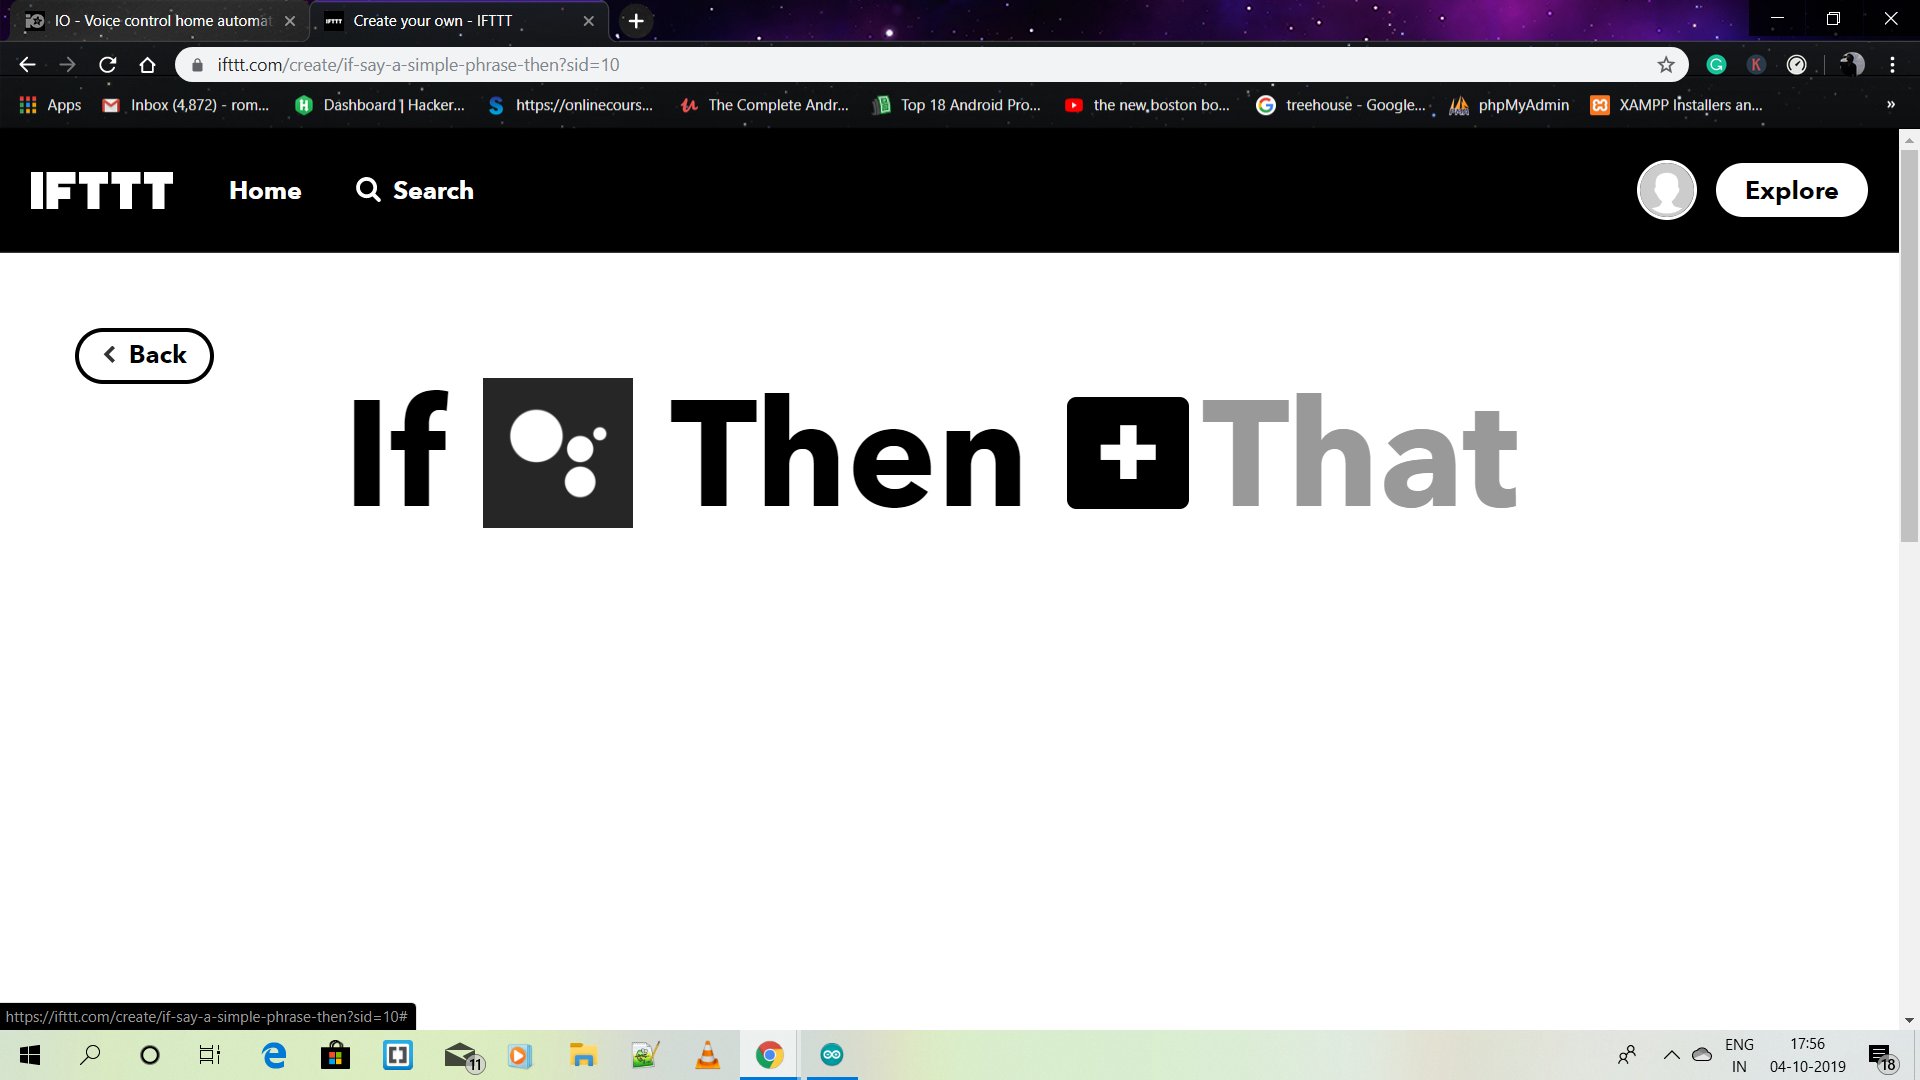 IO - Voice control home automat
Create your own - IFTTT
ifttt.com/create/if-say-a-simple-phrase-then?sid=10
Apps
Inbox (4,872) - rom...
Dashboard | Hacker...
https://onlinecours...
The Complete Andr...
Top 18 Android Pro...
the new boston bo...
treehouse - Google...
phpMyAdmin
XAMPP Installers an...
»
IFTTT
Home
Search
Explore
Back
If Then + That
https://ifttt.com/create/if-say-a-simple-phrase-then?sid=10#
11
ENG
IN
17:56
04-10-2019
18